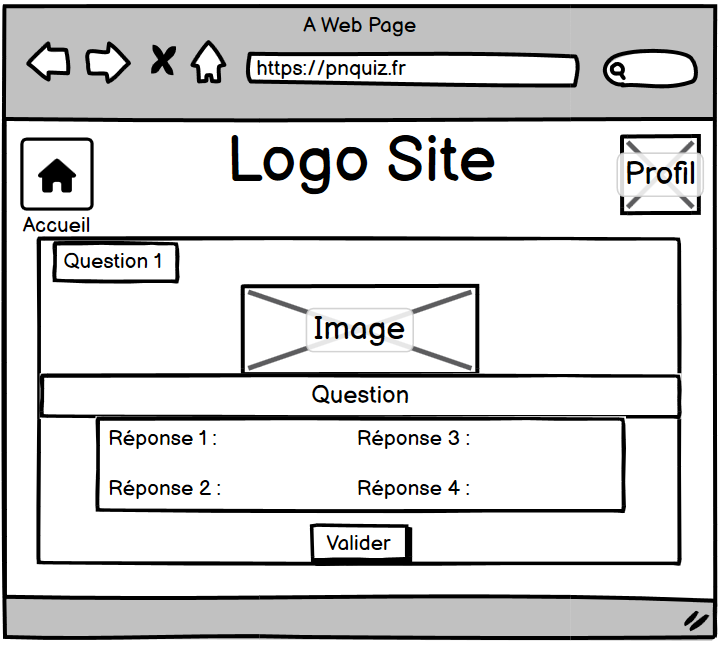 A Web Page
https://pnquiz.fr
Logo Site
Profil
Accueil
Question 1
Image
Question
Réponse 1 :
Réponse 3 :
Réponse 2 :
Réponse 4 :
Valider